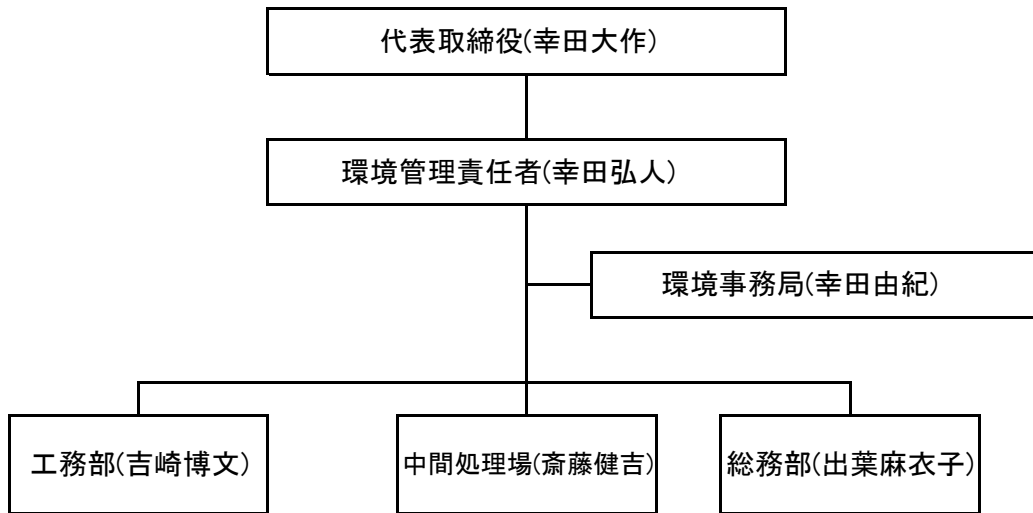 代表取締役(幸田大作)
環境管理責任者(幸田弘人)
環境事務局(幸田由紀)
工務部(吉崎博文)
中間処理場(斎藤健吉)
総務部(出葉麻衣子)